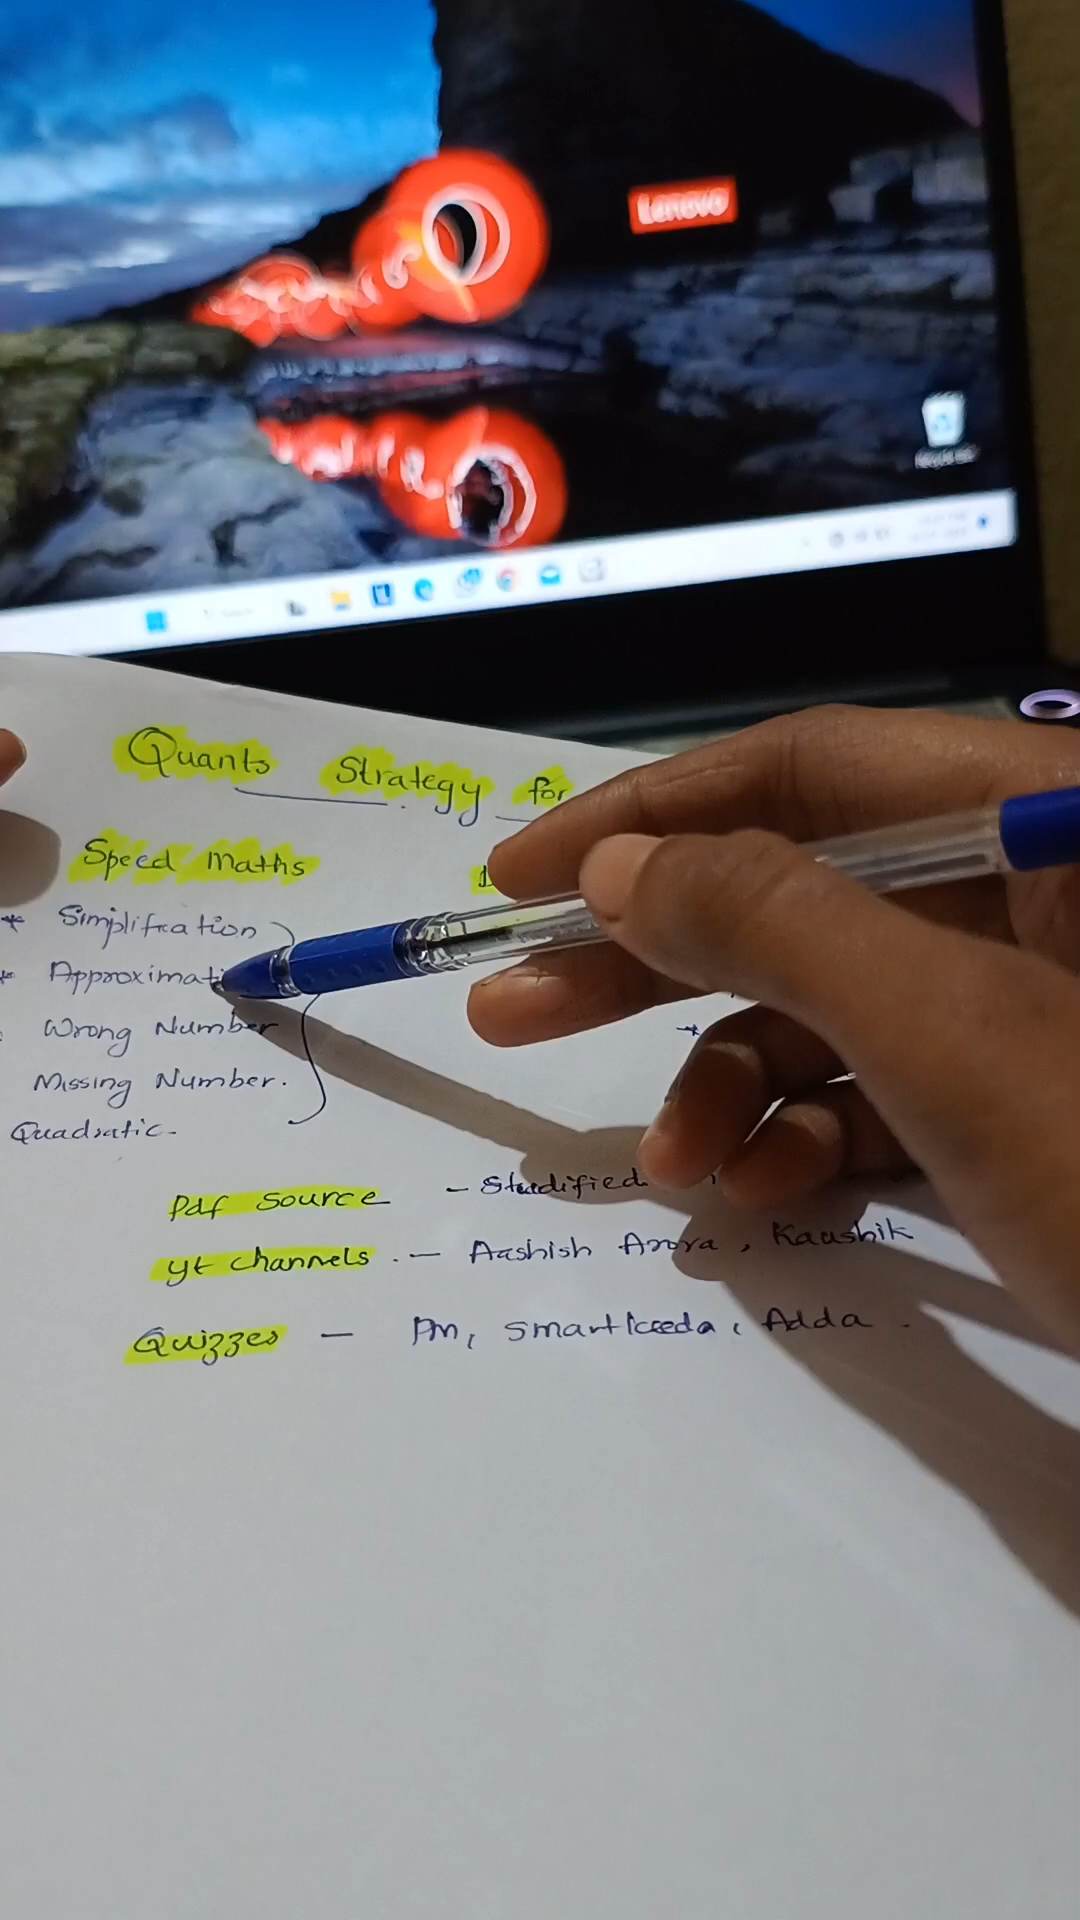 Lenovo
Quants Strategy for
Speed Maths
* Simplifration
* Approximati
Wrong Number
Missing Number.
Quadratic-
Pdf Source - Studified
yt channels. - Aashish Arora, Kaushik
Quizzes - PM, Smartkeeda, Adda.